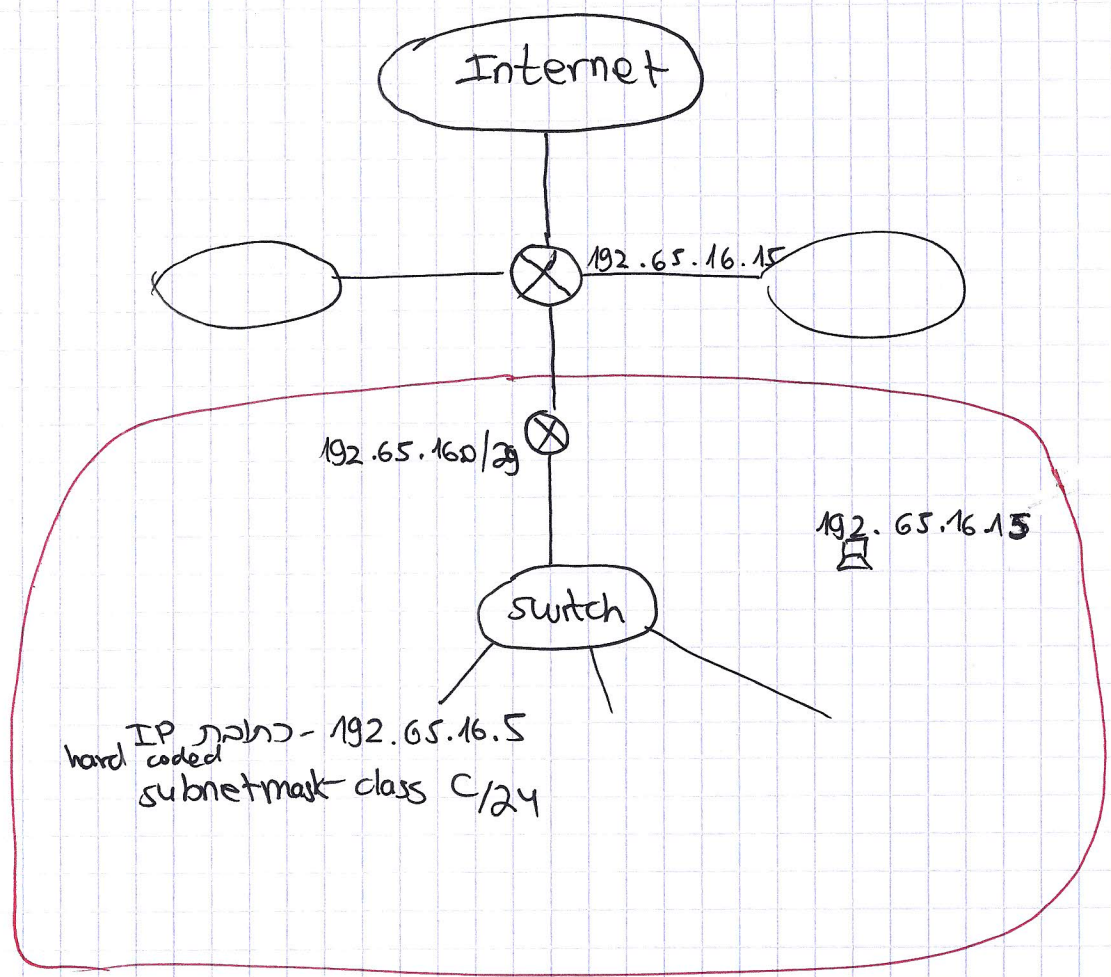 Internet
192.65.16.15
192.65.160/29
192.65.16.15
switch
IP כתובת - 192.65.16.5
hard coded
subnetmask - class C/24